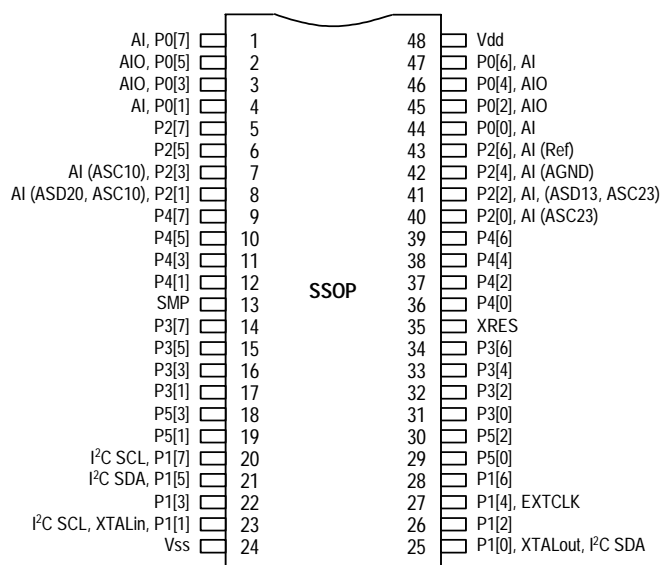 AI, P0[7] 1 48 Vdd
AIO, P0[5] 2 47 P0[6], AI
AIO, P0[3] 3 46 P0[4], AIO
AI, P0[1] 4 45 P0[2], AIO
P2[7] 5 44 P0[0], AI
P2[5] 6 43 P2[6], AI (Ref)
AI (ASC10), P2[3] 7 42 P2[4], AI (AGND)
AI (ASD20, ASC10), P2[1] 8 41 P2[2], AI, (ASD13, ASC23)
P4[7] 9 40 P2[0], AI (ASC23)
P4[5] 10 39 P4[6]
P4[3] 11 38 P4[4]
P4[1] 12 37 P4[2]
SSOP
SMP 13 36 P4[0]
P3[7] 14 35 XRES
P3[5] 15 34 P3[6]
P3[3] 16 33 P3[4]
P3[1] 17 32 P3[2]
P5[3] 18 31 P3[0]
P5[1] 19 30 P5[2]
I²C SCL, P1[7] 20 29 P5[0]
I²C SDA, P1[5] 21 28 P1[6]
P1[3] 22 27 P1[4], EXTCLK
I²C SCL, XTALin, P1[1] 23 26 P1[2]
Vss 24 25 P1[0], XTALout, I²C SDA